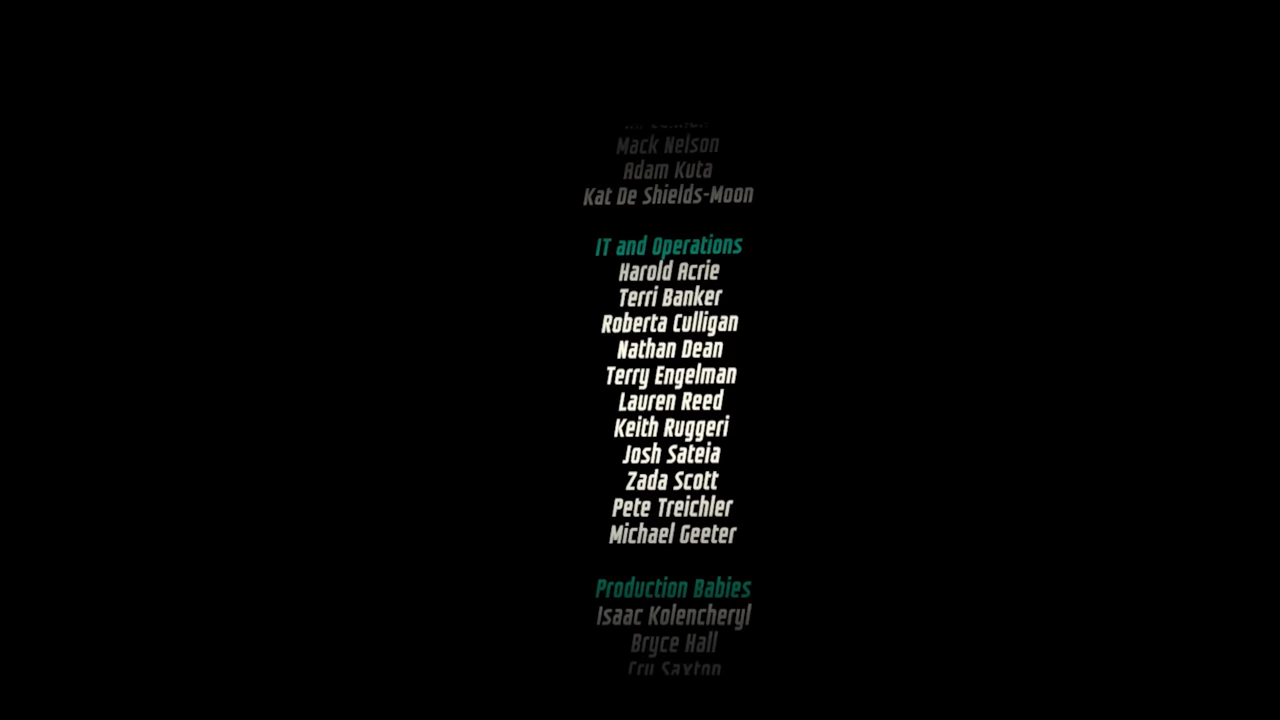 Mack Nelson
Adam Kuta
Kat De Shields-Moon
IT and Operations
Harold Acrie
Terri Banker
Roberta Culligan
Nathan Dean
Terry Engelman
Lauren Reed
Keith Ruggeri
Josh Sateia
Zada Scott
Pete Treichler
Michael Geeter
Production Babies
Isaac Kolencheryl
Bryce Hall
Saxton